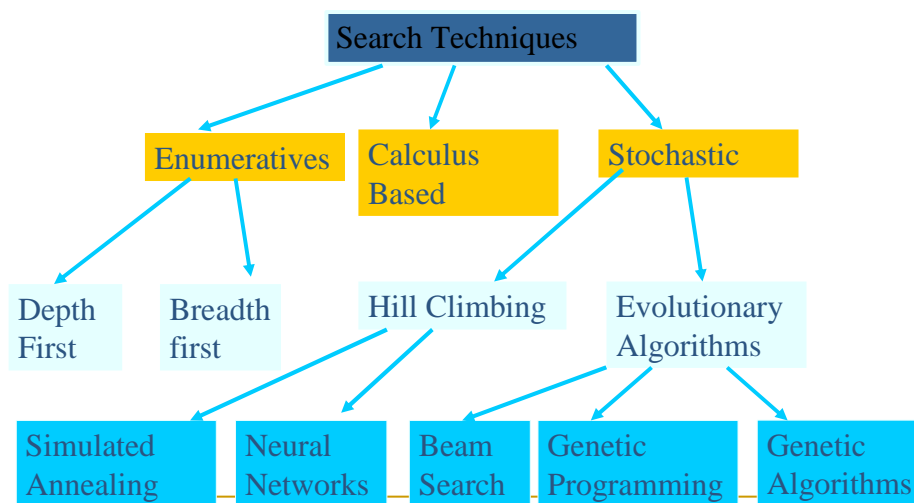 Search Techniques
Enumeratives
Calculus
Based
Stochastic
Depth
First
Breadth
first
Hill Climbing
Evolutionary
Algorithms
Simulated
Annealing
Neural
Networks
Beam
Search
Genetic
Programming
Genetic
Algorithms